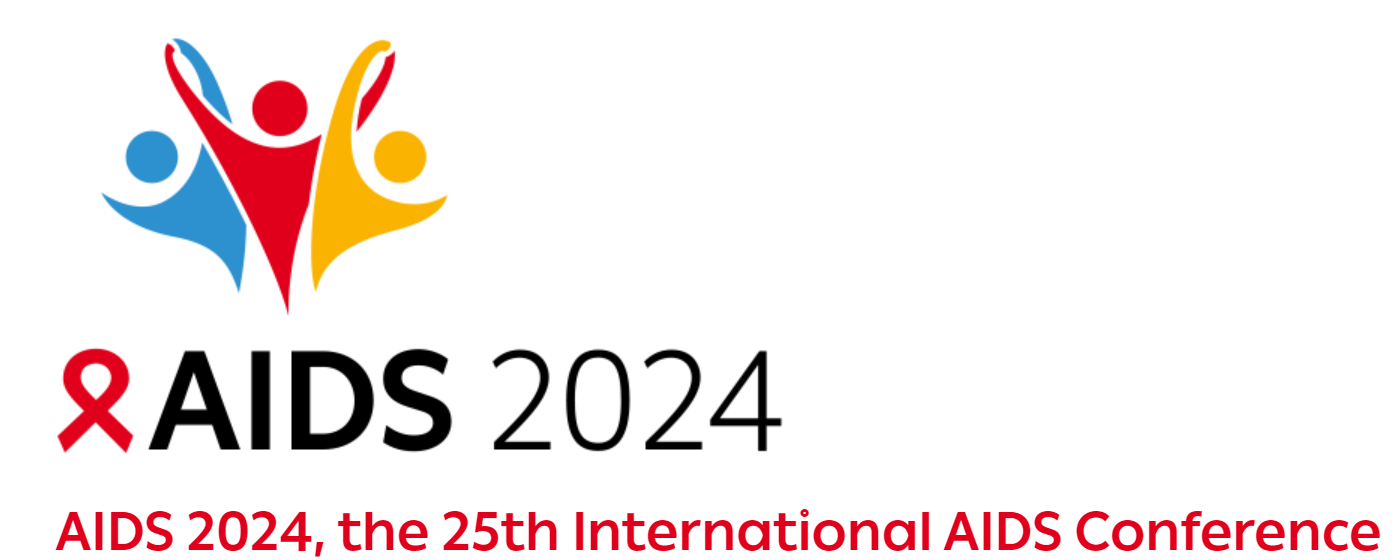 AIDS 2024
AIDS 2024, the 25th International AIDS Conference